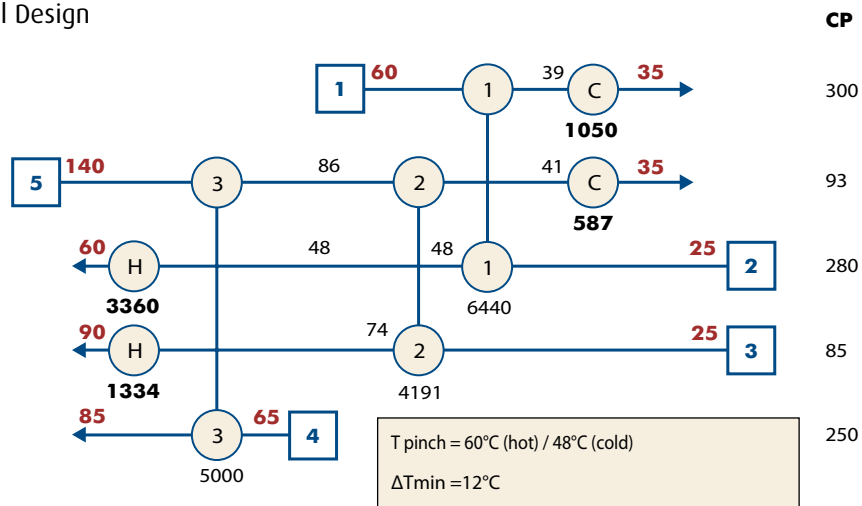 l Design
CP
1 60 1 39 C 35 300
1050
5 140 3 86 2 41 C 35 93
587
60 H 48 48 1 25 2 280
3360 6440
90 H 74 2 25 3 85
1334 4191
85 3 65 4 250
5000
T pinch = 60°C (hot) / 48°C (cold)
ΔTmin =12°C